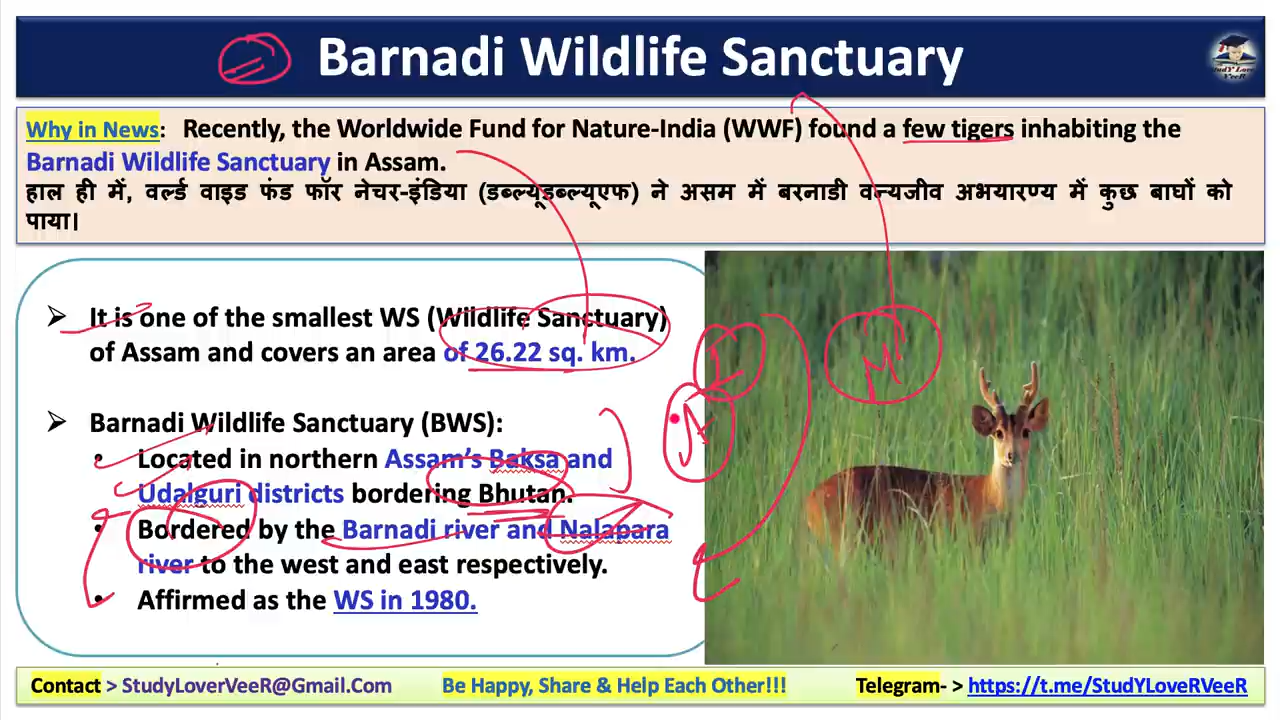 Barnadi Wildlife Sanctuary
StudY Lover
VeeR
Why in News: Recently, the Worldwide Fund for Nature-India (WWF) found a few tigers inhabiting the
Barnadi Wildlife Sanctuary in Assam.
हाल ही में, वर्ल्ड वाइड फंड फॉर नेचर-इंडिया (डब्ल्यूडब्ल्यूएफ) ने असम में बरनाडी वन्यजीव अभयारण्य में कुछ बाघों को
पाया।
➢ It is one of the smallest WS (Wildlife Sanctuary)
of Assam and covers an area of 26.22 sq. km.
➢ Barnadi Wildlife Sanctuary (BWS):
• Located in northern Assam's Baksa and
Udalguri districts bordering Bhutan.
• Bordered by the Barnadi river and Nalapara
river to the west and east respectively.
• Affirmed as the WS in 1980.
I
M
A
Contact > StudyLoverVeeR@Gmail.Com Be Happy, Share & Help Each Other!!! Telegram- > https://t.me/StudYLoveRVeeR